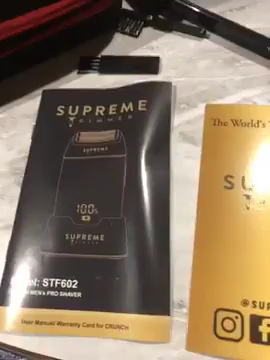 SUPREME
TRIMMER
SUPREME
100%
SUPREME
TRIMMER
STF602
MEN's PRO SHAVER
User Manual/ Warranty Card for CRUNCH
The World's
SU
@SUP